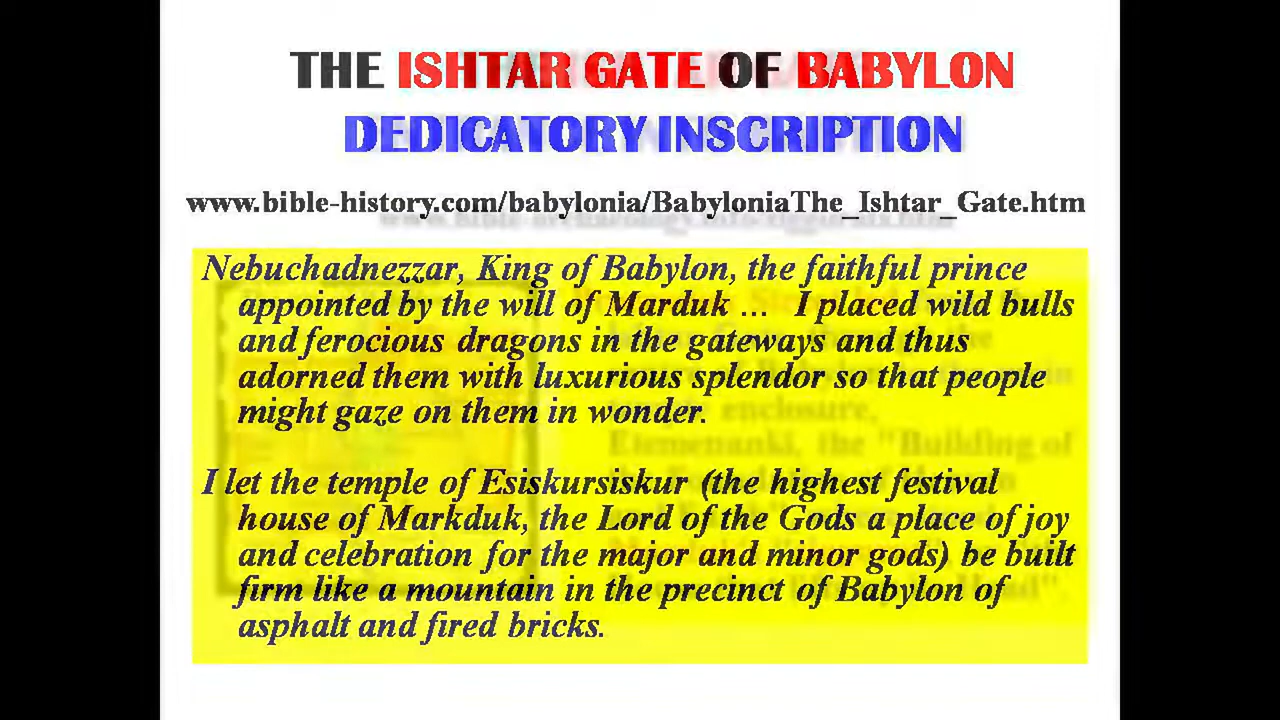 THE ISHTAR GATE OF BABYLON
DEDICATORY INSCRIPTION
www.bible-history.com/babylonia/BabyloniaThe_Ishtar_Gate.htm
Nebuchadnezzar, King of Babylon, the faithful prince
appointed by the will of Marduk ... I placed wild bulls
and ferocious dragons in the gateways and thus
adorned them with luxurious splendor so that people
might gaze on them in wonder.
I let the temple of Esiskursiskur (the highest festival
house of Markduk, the Lord of the Gods a place of joy
and celebration for the major and minor gods) be built
firm like a mountain in the precinct of Babylon of
asphalt and fired bricks.